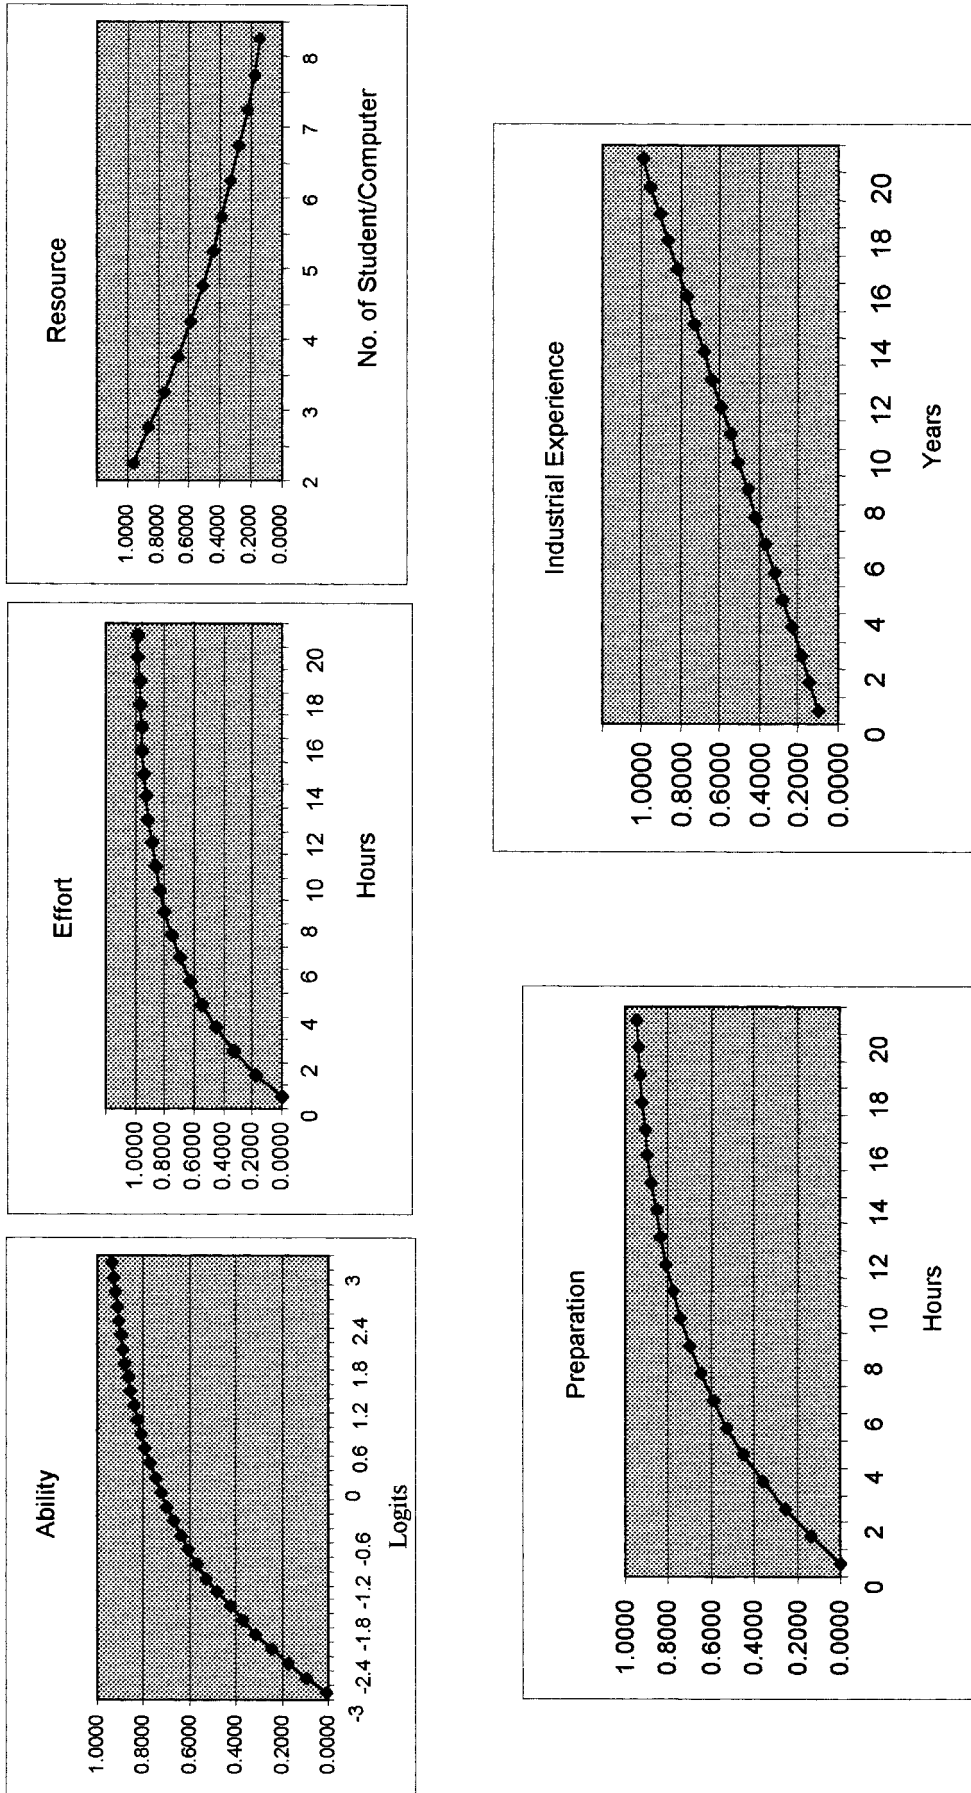 Ability
1.0000
0.8000
0.6000
0.4000
0.2000
0.0000
-3 -2.4 -1.8 -1.2 -0.6 0 0.6 1.2 1.8 2.4 3
Logits
Effort
1.0000
0.8000
0.6000
0.4000
0.2000
0.0000
0 2 4 6 8 10 12 14 16 18 20
Hours
Resource
1.0000
0.8000
0.6000
0.4000
0.2000
0.0000
2 3 4 5 6 7 8
No. of Student/Computer
Preparation
1.0000
0.8000
0.6000
0.4000
0.2000
0.0000
0 2 4 6 8 10 12 14 16 18 20
Hours
Industrial Experience
1.0000
0.8000
0.6000
0.4000
0.2000
0.0000
0 2 4 6 8 10 12 14 16 18 20
Years